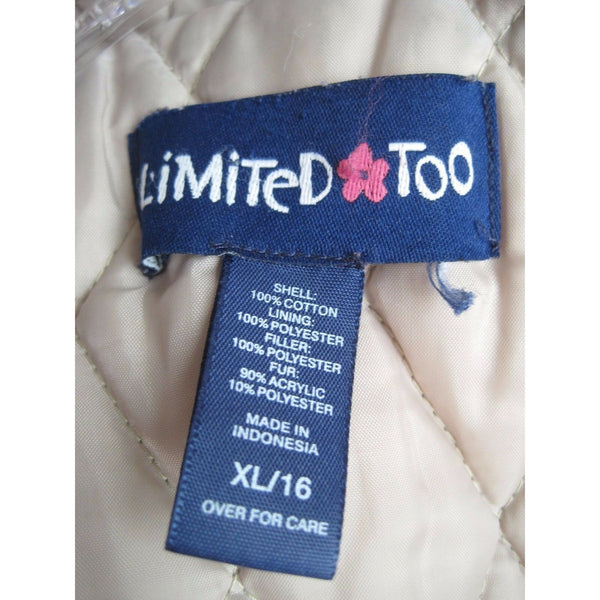 LiMiTeD TOO
SHELL:
100% COTTON
LINING:
100% POLYESTER
FILLER:
100% POLYESTER
FUR:
90% ACRYLIC
10% POLYESTER
MADE IN
INDONESIA
XL/16
OVER FOR CARE